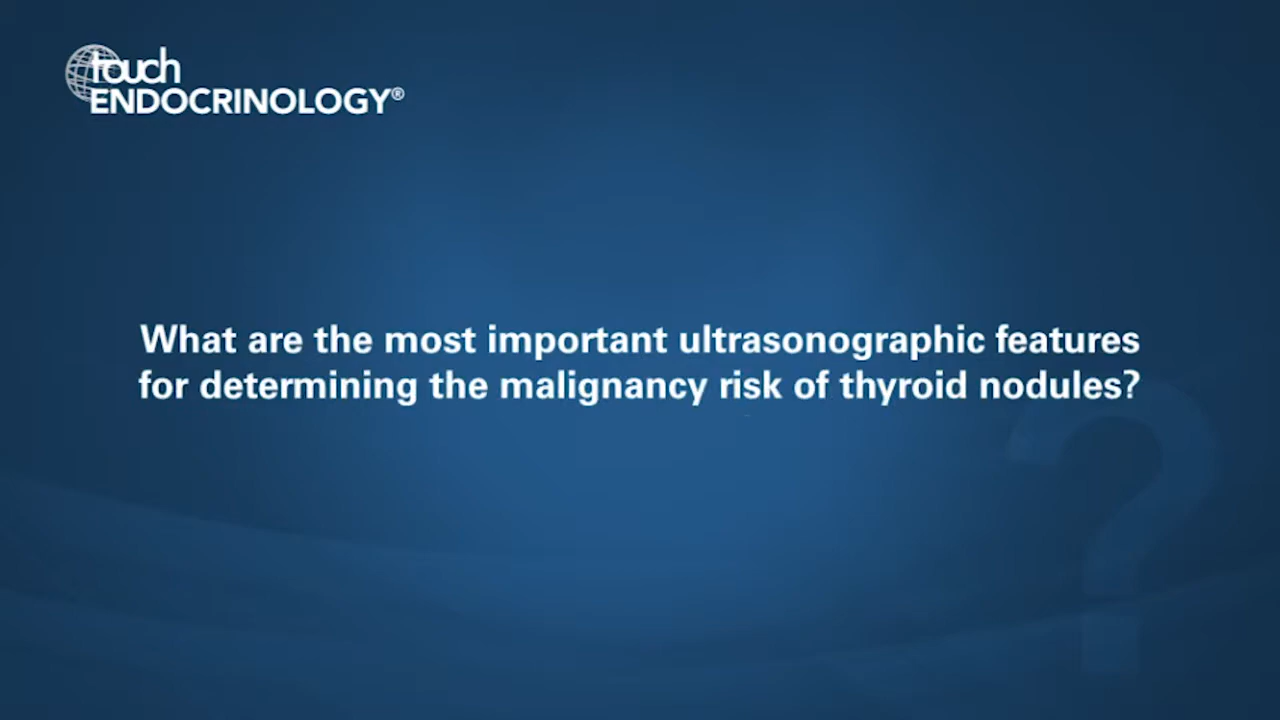 touch
ENDOCRINOLOGY®
What are the most important ultrasonographic features
for determining the malignancy risk of thyroid nodules?
?